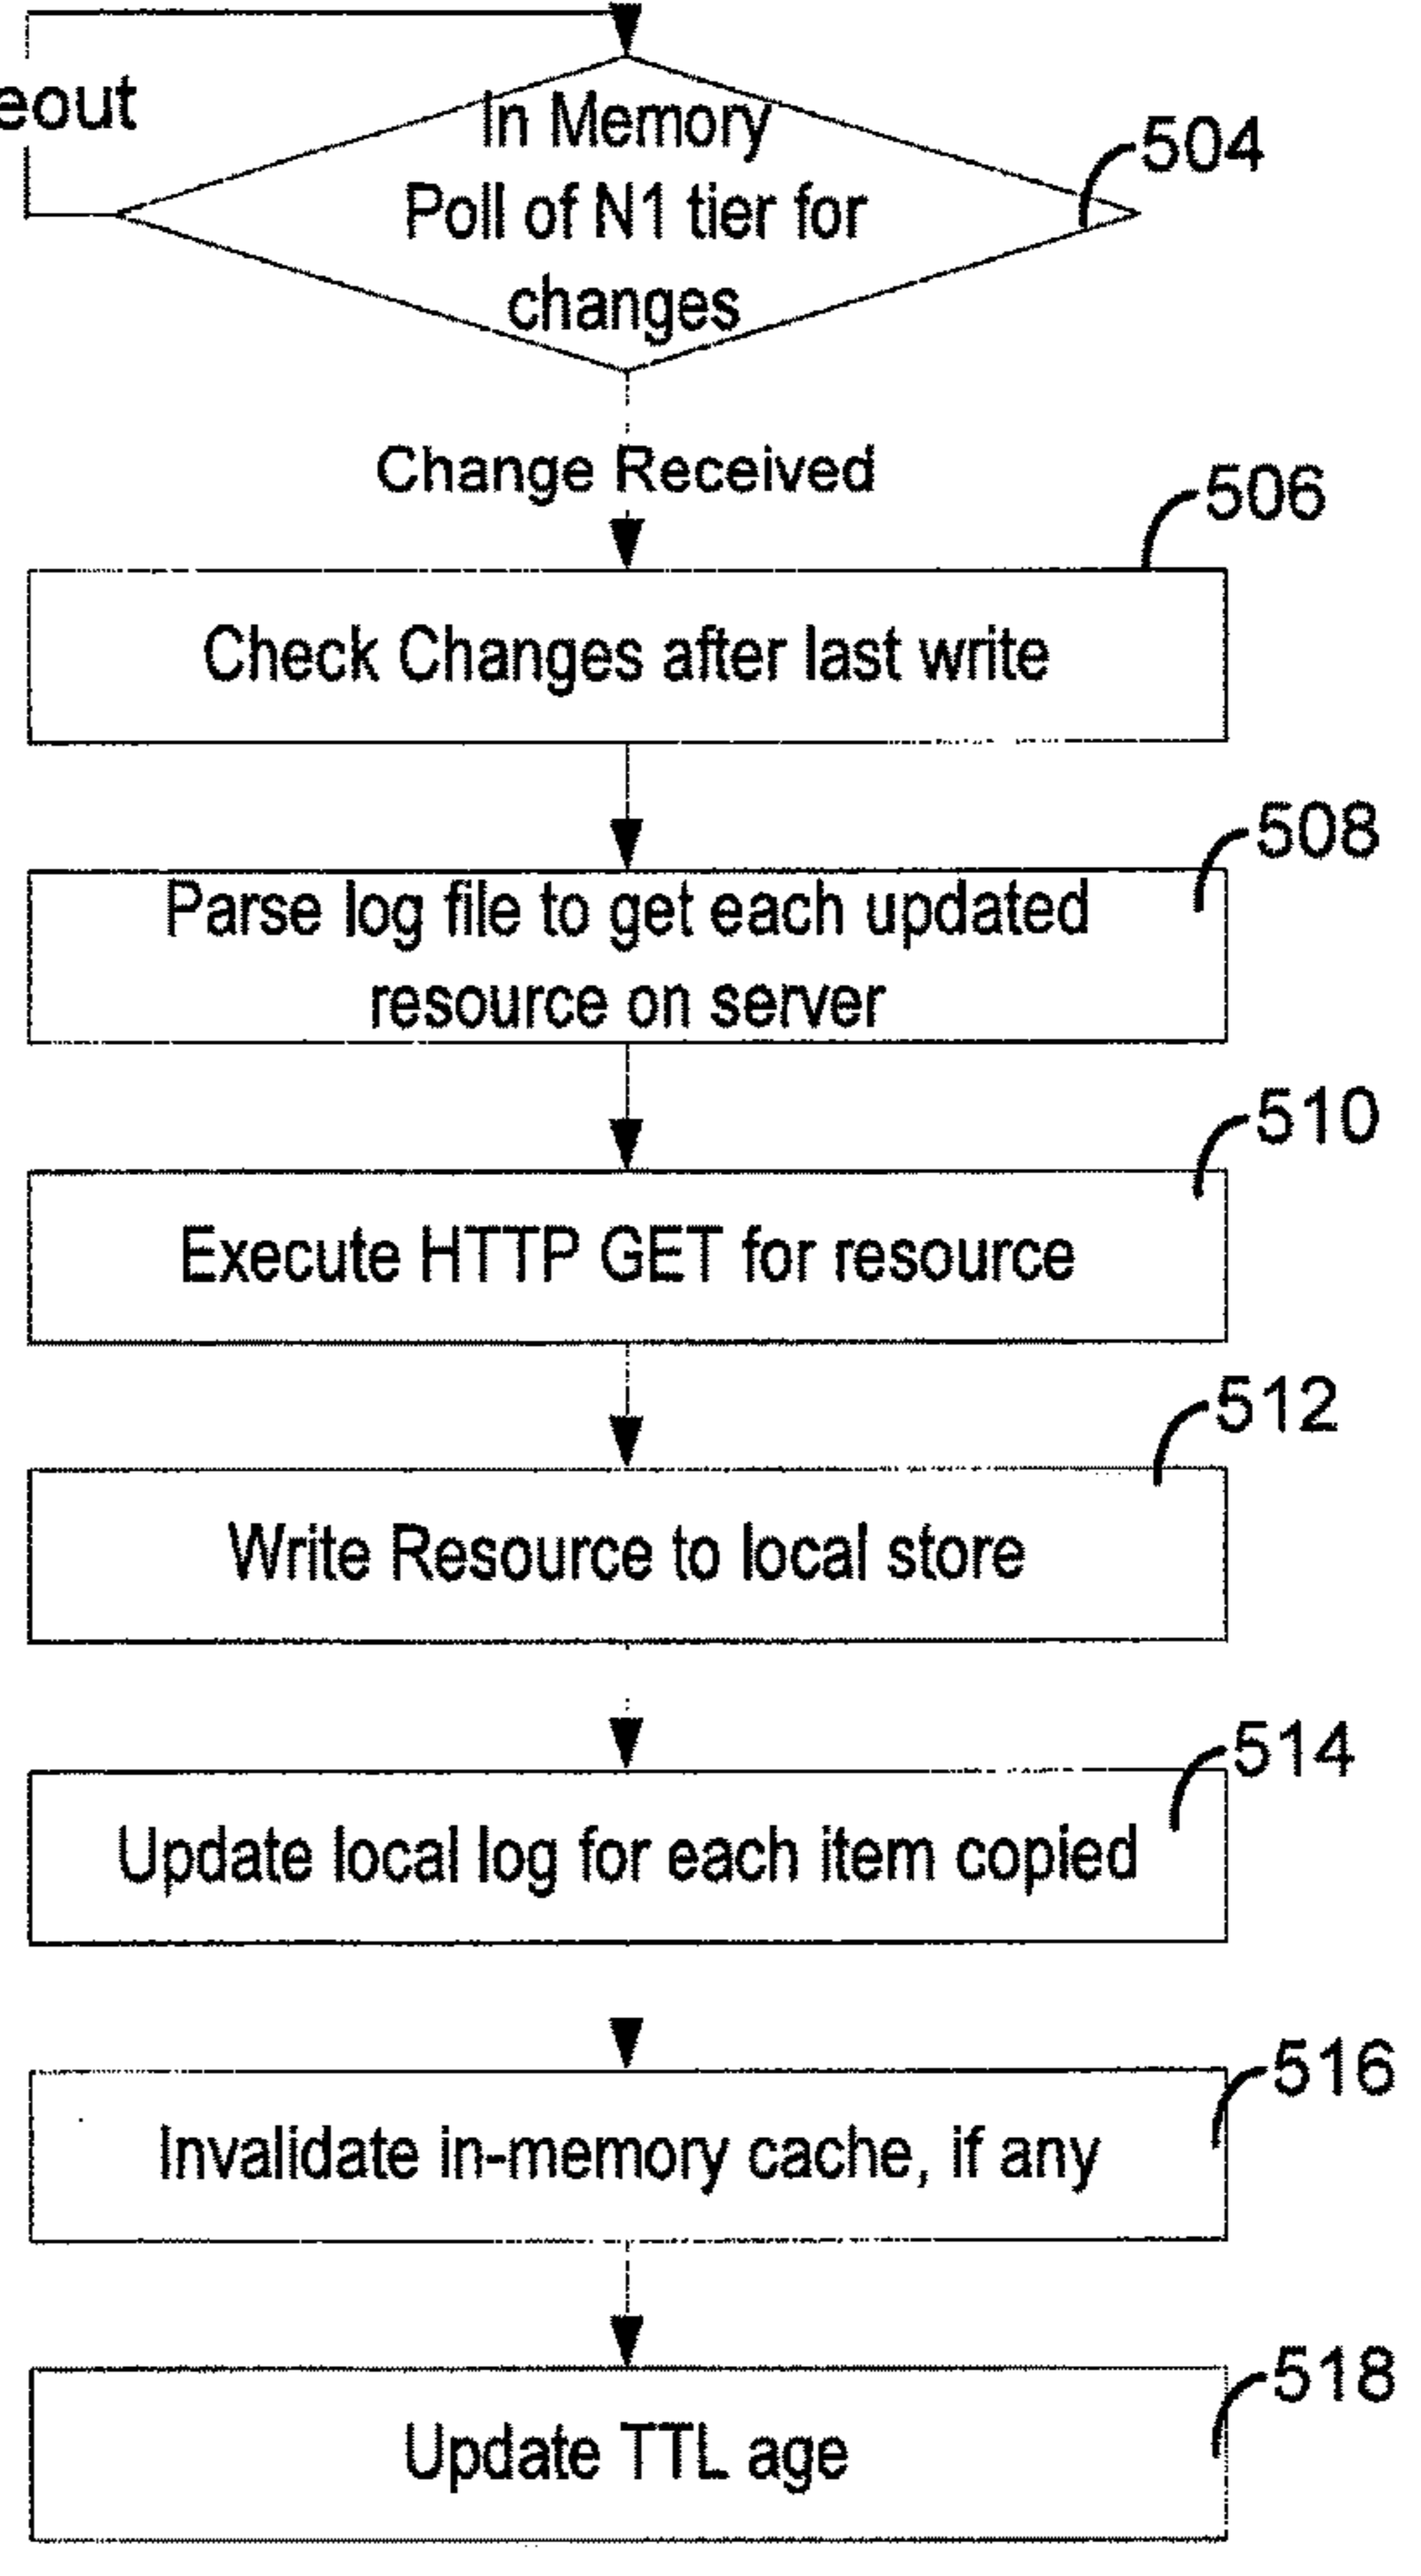 eout
In Memory
Poll of N1 tier for
changes
504
Change Received
506
Check Changes after last write
508
Parse log file to get each updated
resource on server
510
Execute HTTP GET for resource
512
Write Resource to local store
514
Update local log for each item copied
516
Invalidate in-memory cache, if any
518
Update TTL age